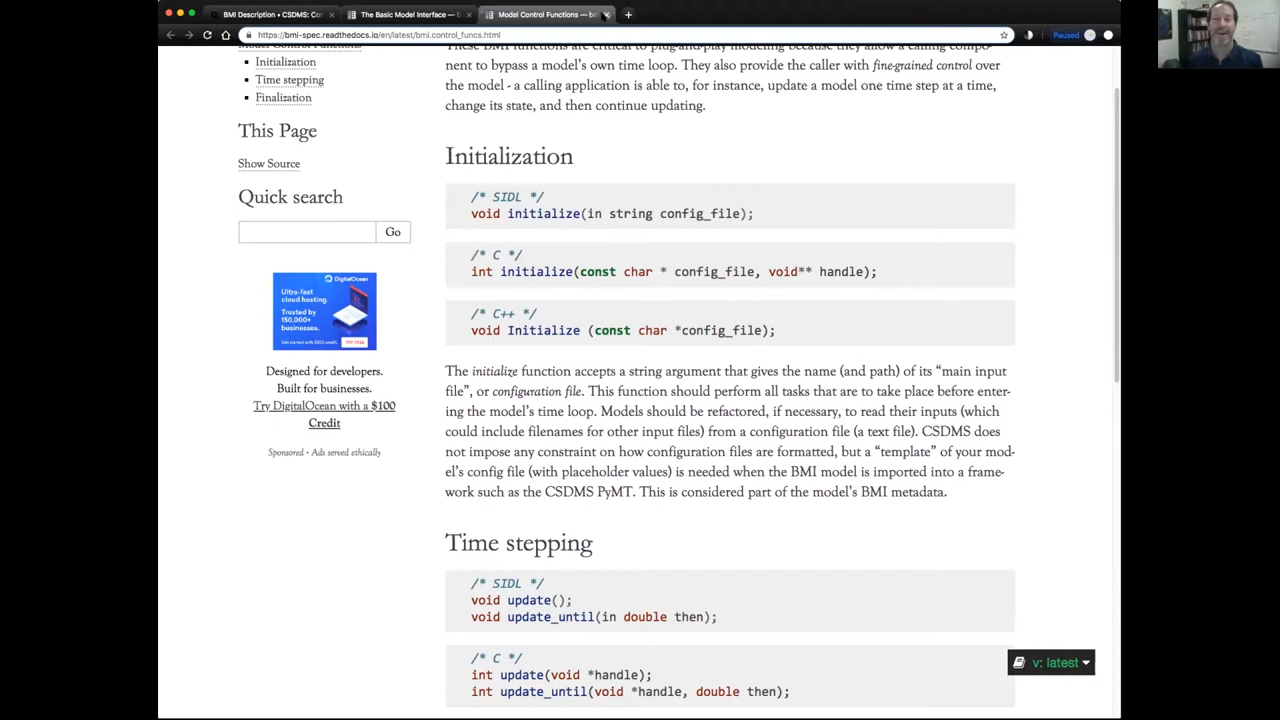 BMI Description • CSDMS: Co
The Basic Model Interface — b
Model Control Functions — b
https://bmi-spec.readthedocs.io/en/latest/bmi.control_funcs.html
Paused
Model Control Functions
Initialization
Time stepping
Finalization
This Page
Show Source
Quick search
Go
DigitalOcean
Ultra-fast
cloud hosting.
Trusted by
150,000+
businesses.
Get started with $100 credit.
TRY FREE
Designed for developers.
Built for businesses.
Try DigitalOcean with a $100
Credit
Sponsored • Ads served ethically
These BMI functions are critical to plug-and-play modeling because they allow a calling compo-
nent to bypass a model's own time loop. They also provide the caller with fine-grained control over
the model - a calling application is able to, for instance, update a model one time step at a time,
change its state, and then continue updating.
Initialization
/* SIDL */
void initialize(in string config_file);
/* C */
int initialize(const char * config_file, void** handle);
/* C++ */
void Initialize (const char *config_file);
The initialize function accepts a string argument that gives the name (and path) of its “main input
file”, or configuration file. This function should perform all tasks that are to take place before enter-
ing the model's time loop. Models should be refactored, if necessary, to read their inputs (which
could include filenames for other input files) from a configuration file (a text file). CSDMS does
not impose any constraint on how configuration files are formatted, but a “template” of your mod-
el's config file (with placeholder values) is needed when the BMI model is imported into a frame-
work such as the CSDMS PyMT. This is considered part of the model's BMI metadata.
Time stepping
/* SIDL */
void update();
void update_until(in double then);
/* C */
int update(void *handle);
int update_until(void *handle, double then);
v: latest